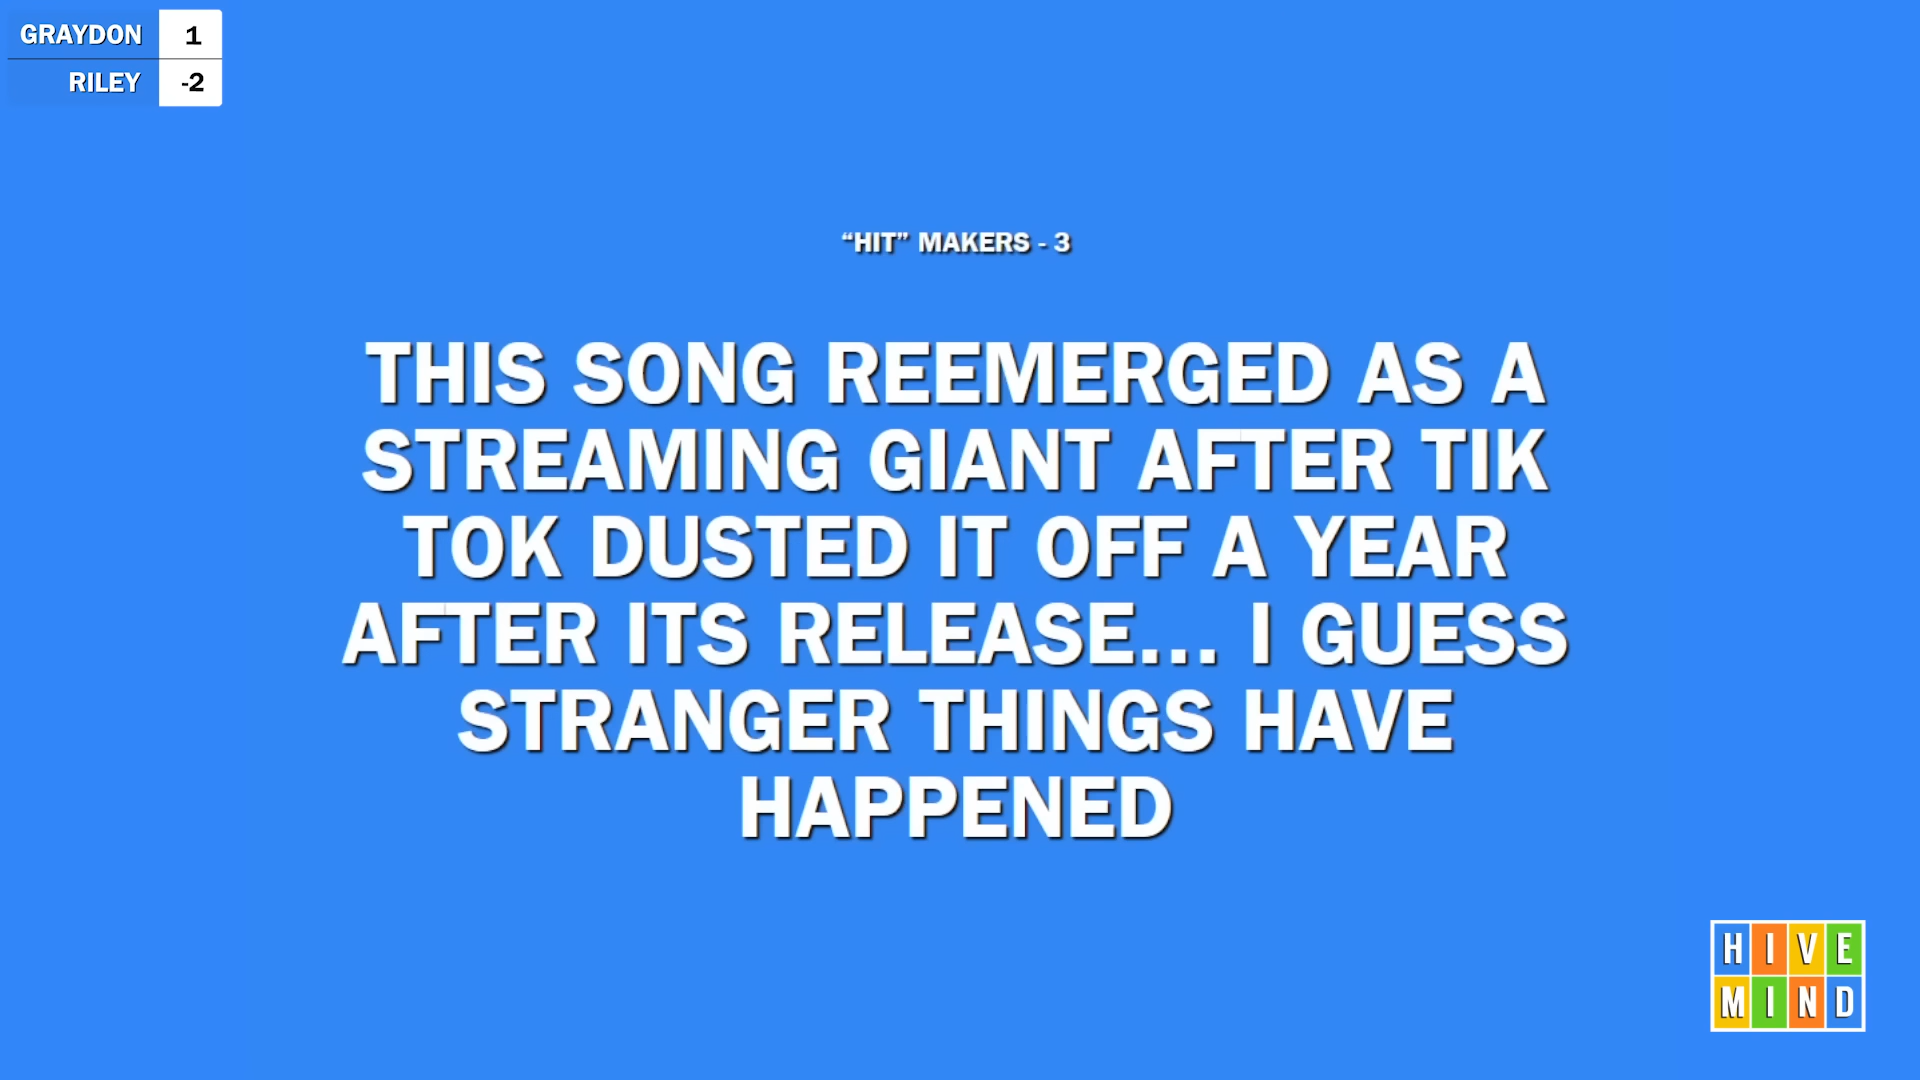 GRAYDON 1
RILEY -2
“HIT” MAKERS - 3
THIS SONG REEMERGED AS A
STREAMING GIANT AFTER TIK
TOK DUSTED IT OFF A YEAR
AFTER ITS RELEASE... I GUESS
STRANGER THINGS HAVE
HAPPENED
HIVE
MIND